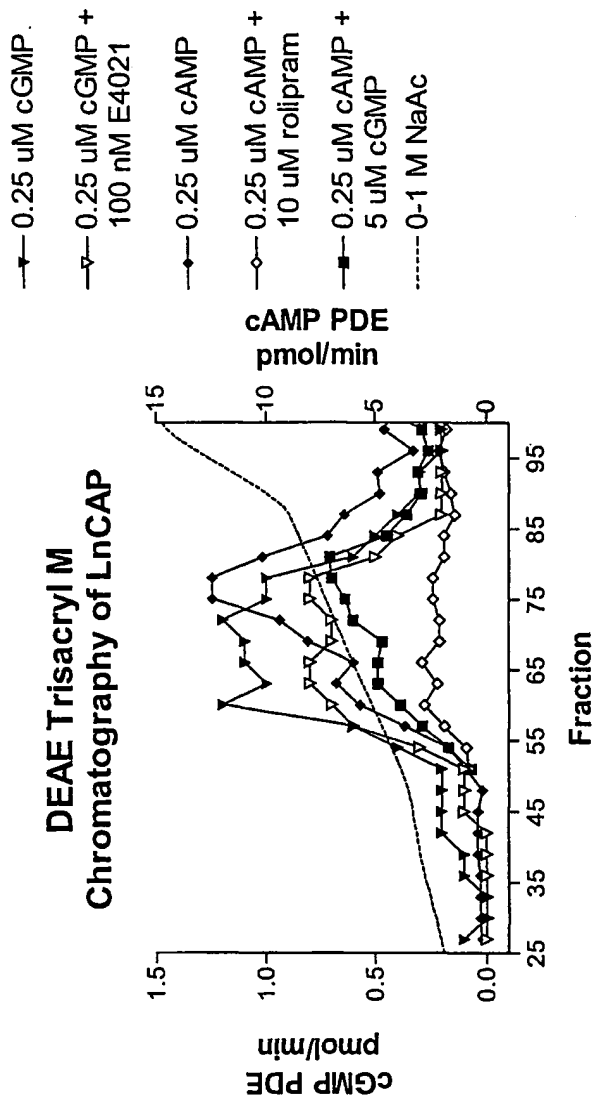 DEAE Trisacryl M
Chromatography of LnCAP
cGMP PDE
pmol/min
1.5
1.0
0.5
0.0
25
35
45
55
65
75
85
95
Fraction
15
10
5
0
cAMP PDE
pmol/min
0.25 uM cGMP.
0.25 uM cGMP +
100 nM E4021
0.25 uM cAMP
0.25 uM cAMP +
10 uM rolipram
0.25 uM cAMP +
5 uM cGMP
0-1 M NaAc